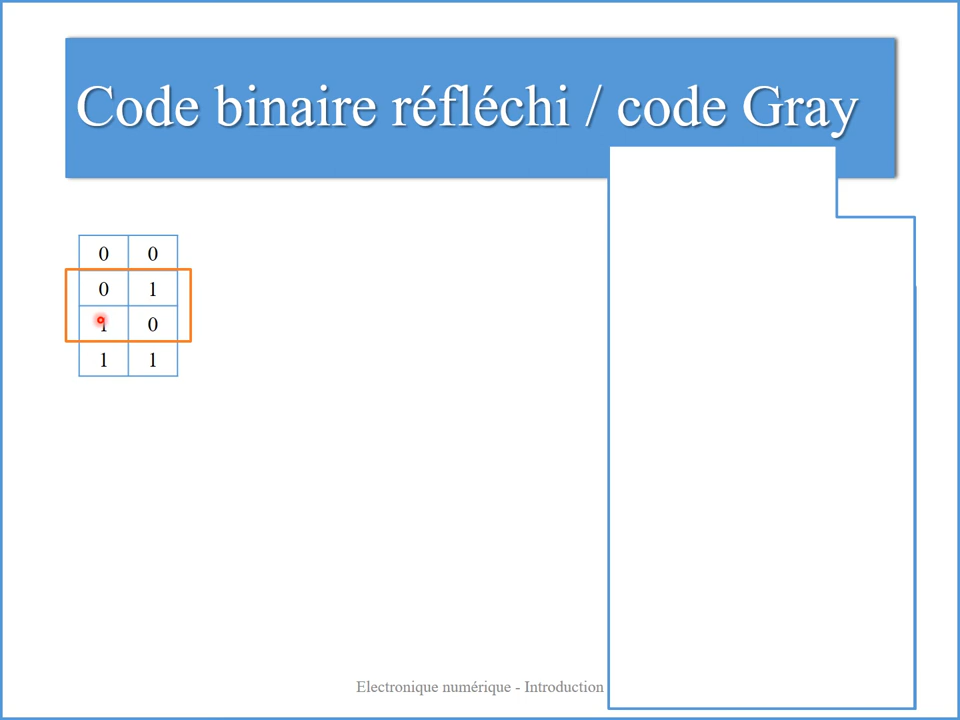 Code binaire réfléchi / code Gray
0 0
0 1
1 0
1 1
Electronique numérique - Introduction